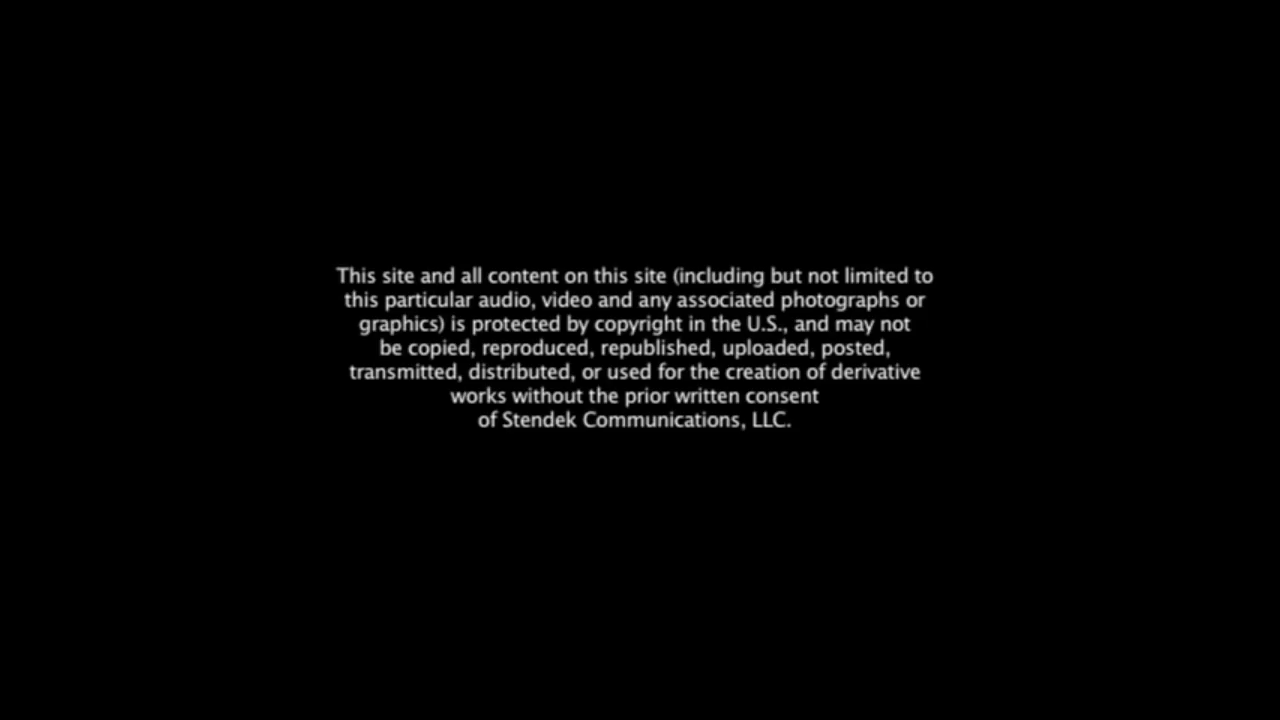 This site and all content on this site (including but not limited to
this particular audio, video and any associated photographs or
graphics) is protected by copyright in the U.S., and may not
be copied, reproduced, republished, uploaded, posted,
transmitted, distributed, or used for the creation of derivative
works without the prior written consent
of Stendek Communications, LLC.